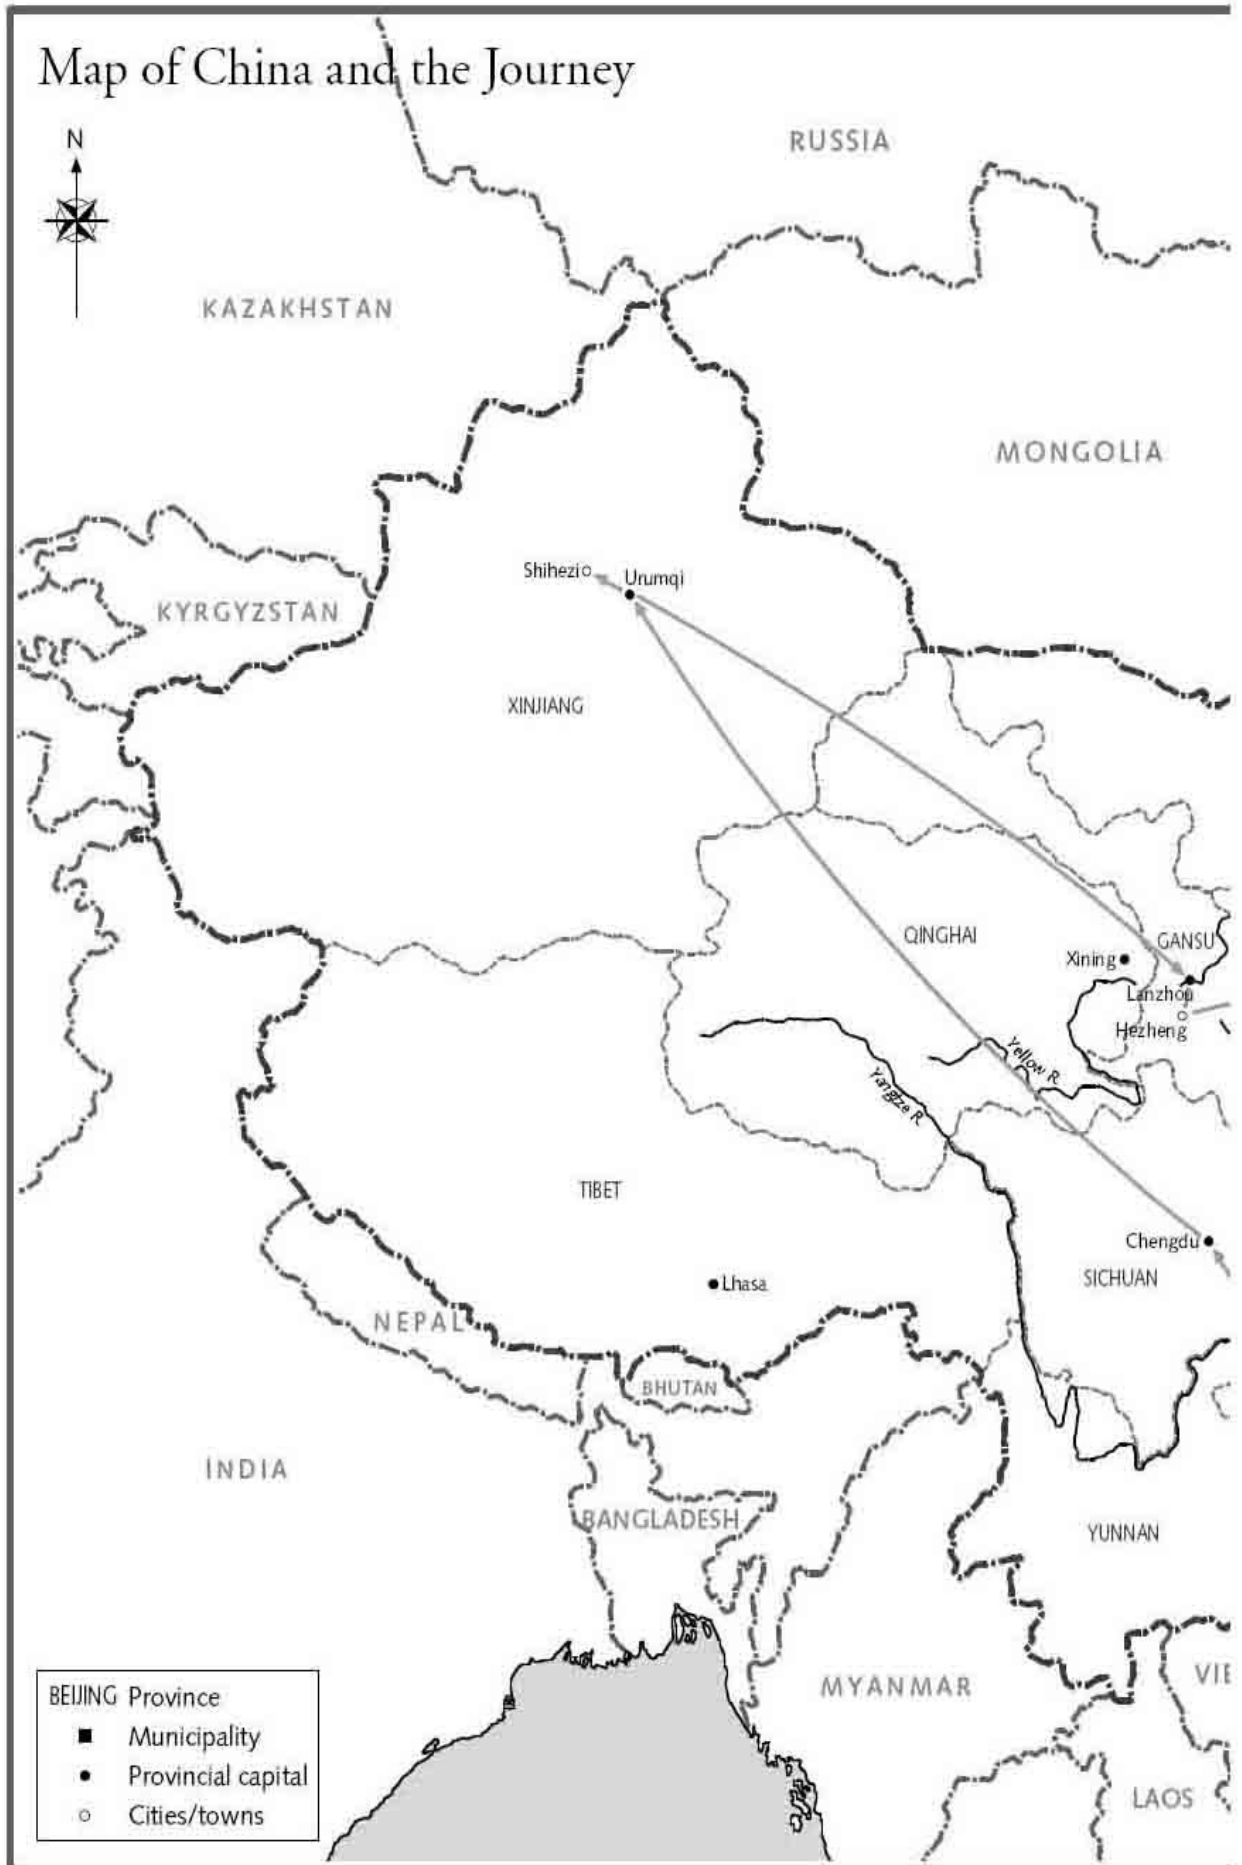 Map of China and the Journey
N
RUSSIA
KAZAKHSTAN
MONGOLIA
Shihezi
Urumqi
KYRGYZSTAN
XINJIANG
QINGHAI
GANSU
Xining
Lanzhou
Hezheng
Yellow R.
Yangtze R.
TIBET
Chengdu
SICHUAN
Lhasa
NEPAL
BHUTAN
INDIA
BANGLADESH
YUNNAN
MYANMAR
VIE
LAOS
BEIJING Province
Municipality
Provincial capital
Cities/towns